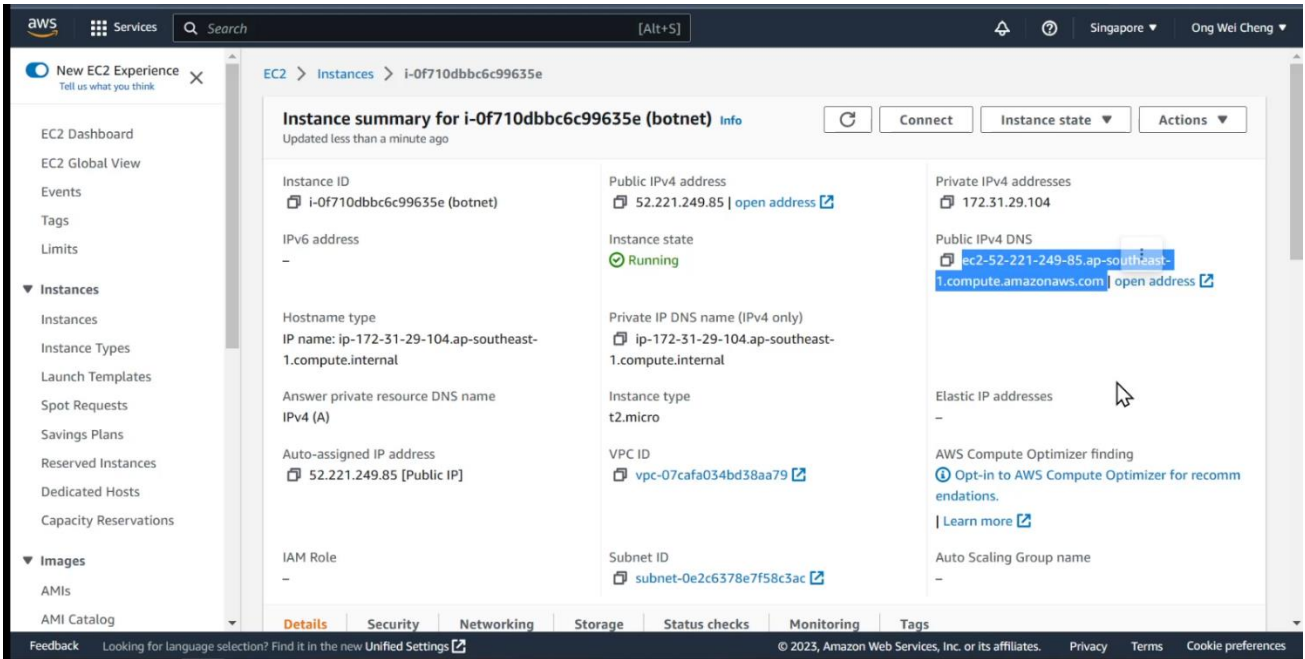 aws
Services
Search
[Alt+S]
Singapore ▼
Ong Wei Cheng ▼
New EC2 Experience
Tell us what you think
EC2 Dashboard
EC2 Global View
Events
Tags
Limits
▼ Instances
Instances
Instance Types
Launch Templates
Spot Requests
Savings Plans
Reserved Instances
Dedicated Hosts
Capacity Reservations
▼ Images
AMIs
AMI Catalog
EC2 > Instances > i-0f710dbbc6c99635e
Instance summary for i-0f710dbbc6c99635e (botnet) Info
Updated less than a minute ago
Connect
Instance state ▼
Actions ▼
Instance ID
i-0f710dbbc6c99635e (botnet)
Public IPv4 address
52.221.249.85 | open address
Private IPv4 addresses
172.31.29.104
IPv6 address
–
Instance state
Running
Public IPv4 DNS
ec2-52-221-249-85.ap-southeast-
1.compute.amazonaws.com | open address
Hostname type
IP name: ip-172-31-29-104.ap-southeast-
1.compute.internal
Private IP DNS name (IPv4 only)
ip-172-31-29-104.ap-southeast-
1.compute.internal
Answer private resource DNS name
IPv4 (A)
Instance type
t2.micro
Elastic IP addresses
–
Auto-assigned IP address
52.221.249.85 [Public IP]
VPC ID
vpc-07cafa034bd38aa79
AWS Compute Optimizer finding
Opt-in to AWS Compute Optimizer for recomm
endations.
| Learn more
IAM Role
–
Subnet ID
subnet-0e2c6378e7f58c3ac
Auto Scaling Group name
–
Details
Security
Networking
Storage
Status checks
Monitoring
Tags
Feedback
Looking for language selection? Find it in the new Unified Settings
© 2023, Amazon Web Services, Inc. or its affiliates.
Privacy
Terms
Cookie preferences